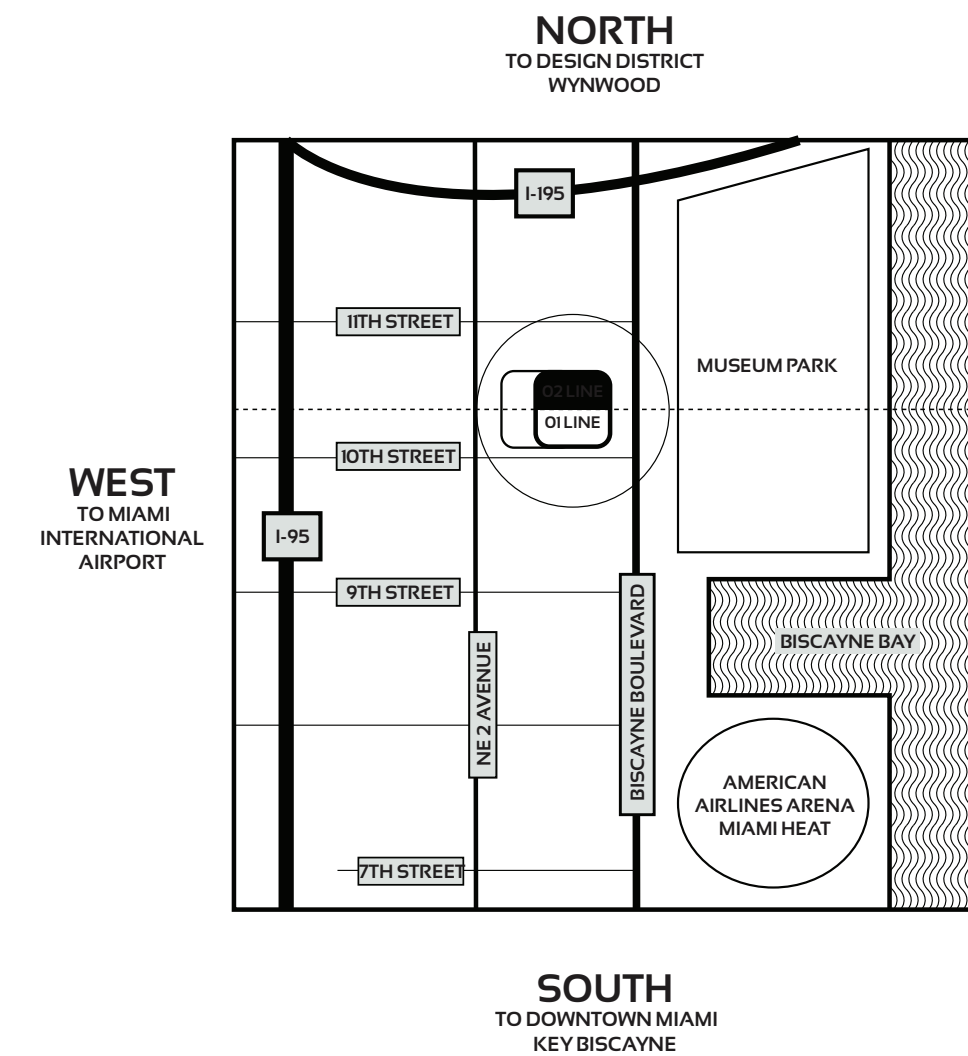 NORTH
TO DESIGN DISTRICT
WYNWOOD
I-195
11TH STREET
MUSEUM PARK
02 LINE
01 LINE
10TH STREET
WEST
TO MIAMI
INTERNATIONAL
AIRPORT
I-95
9TH STREET
BISCAYNE BAY
NE 2 AVENUE
BISCAYNE BOULEVARD
AMERICAN
AIRLINES ARENA
MIAMI HEAT
7TH STREET
SOUTH
TO DOWNTOWN MIAMI
KEY BISCAYNE